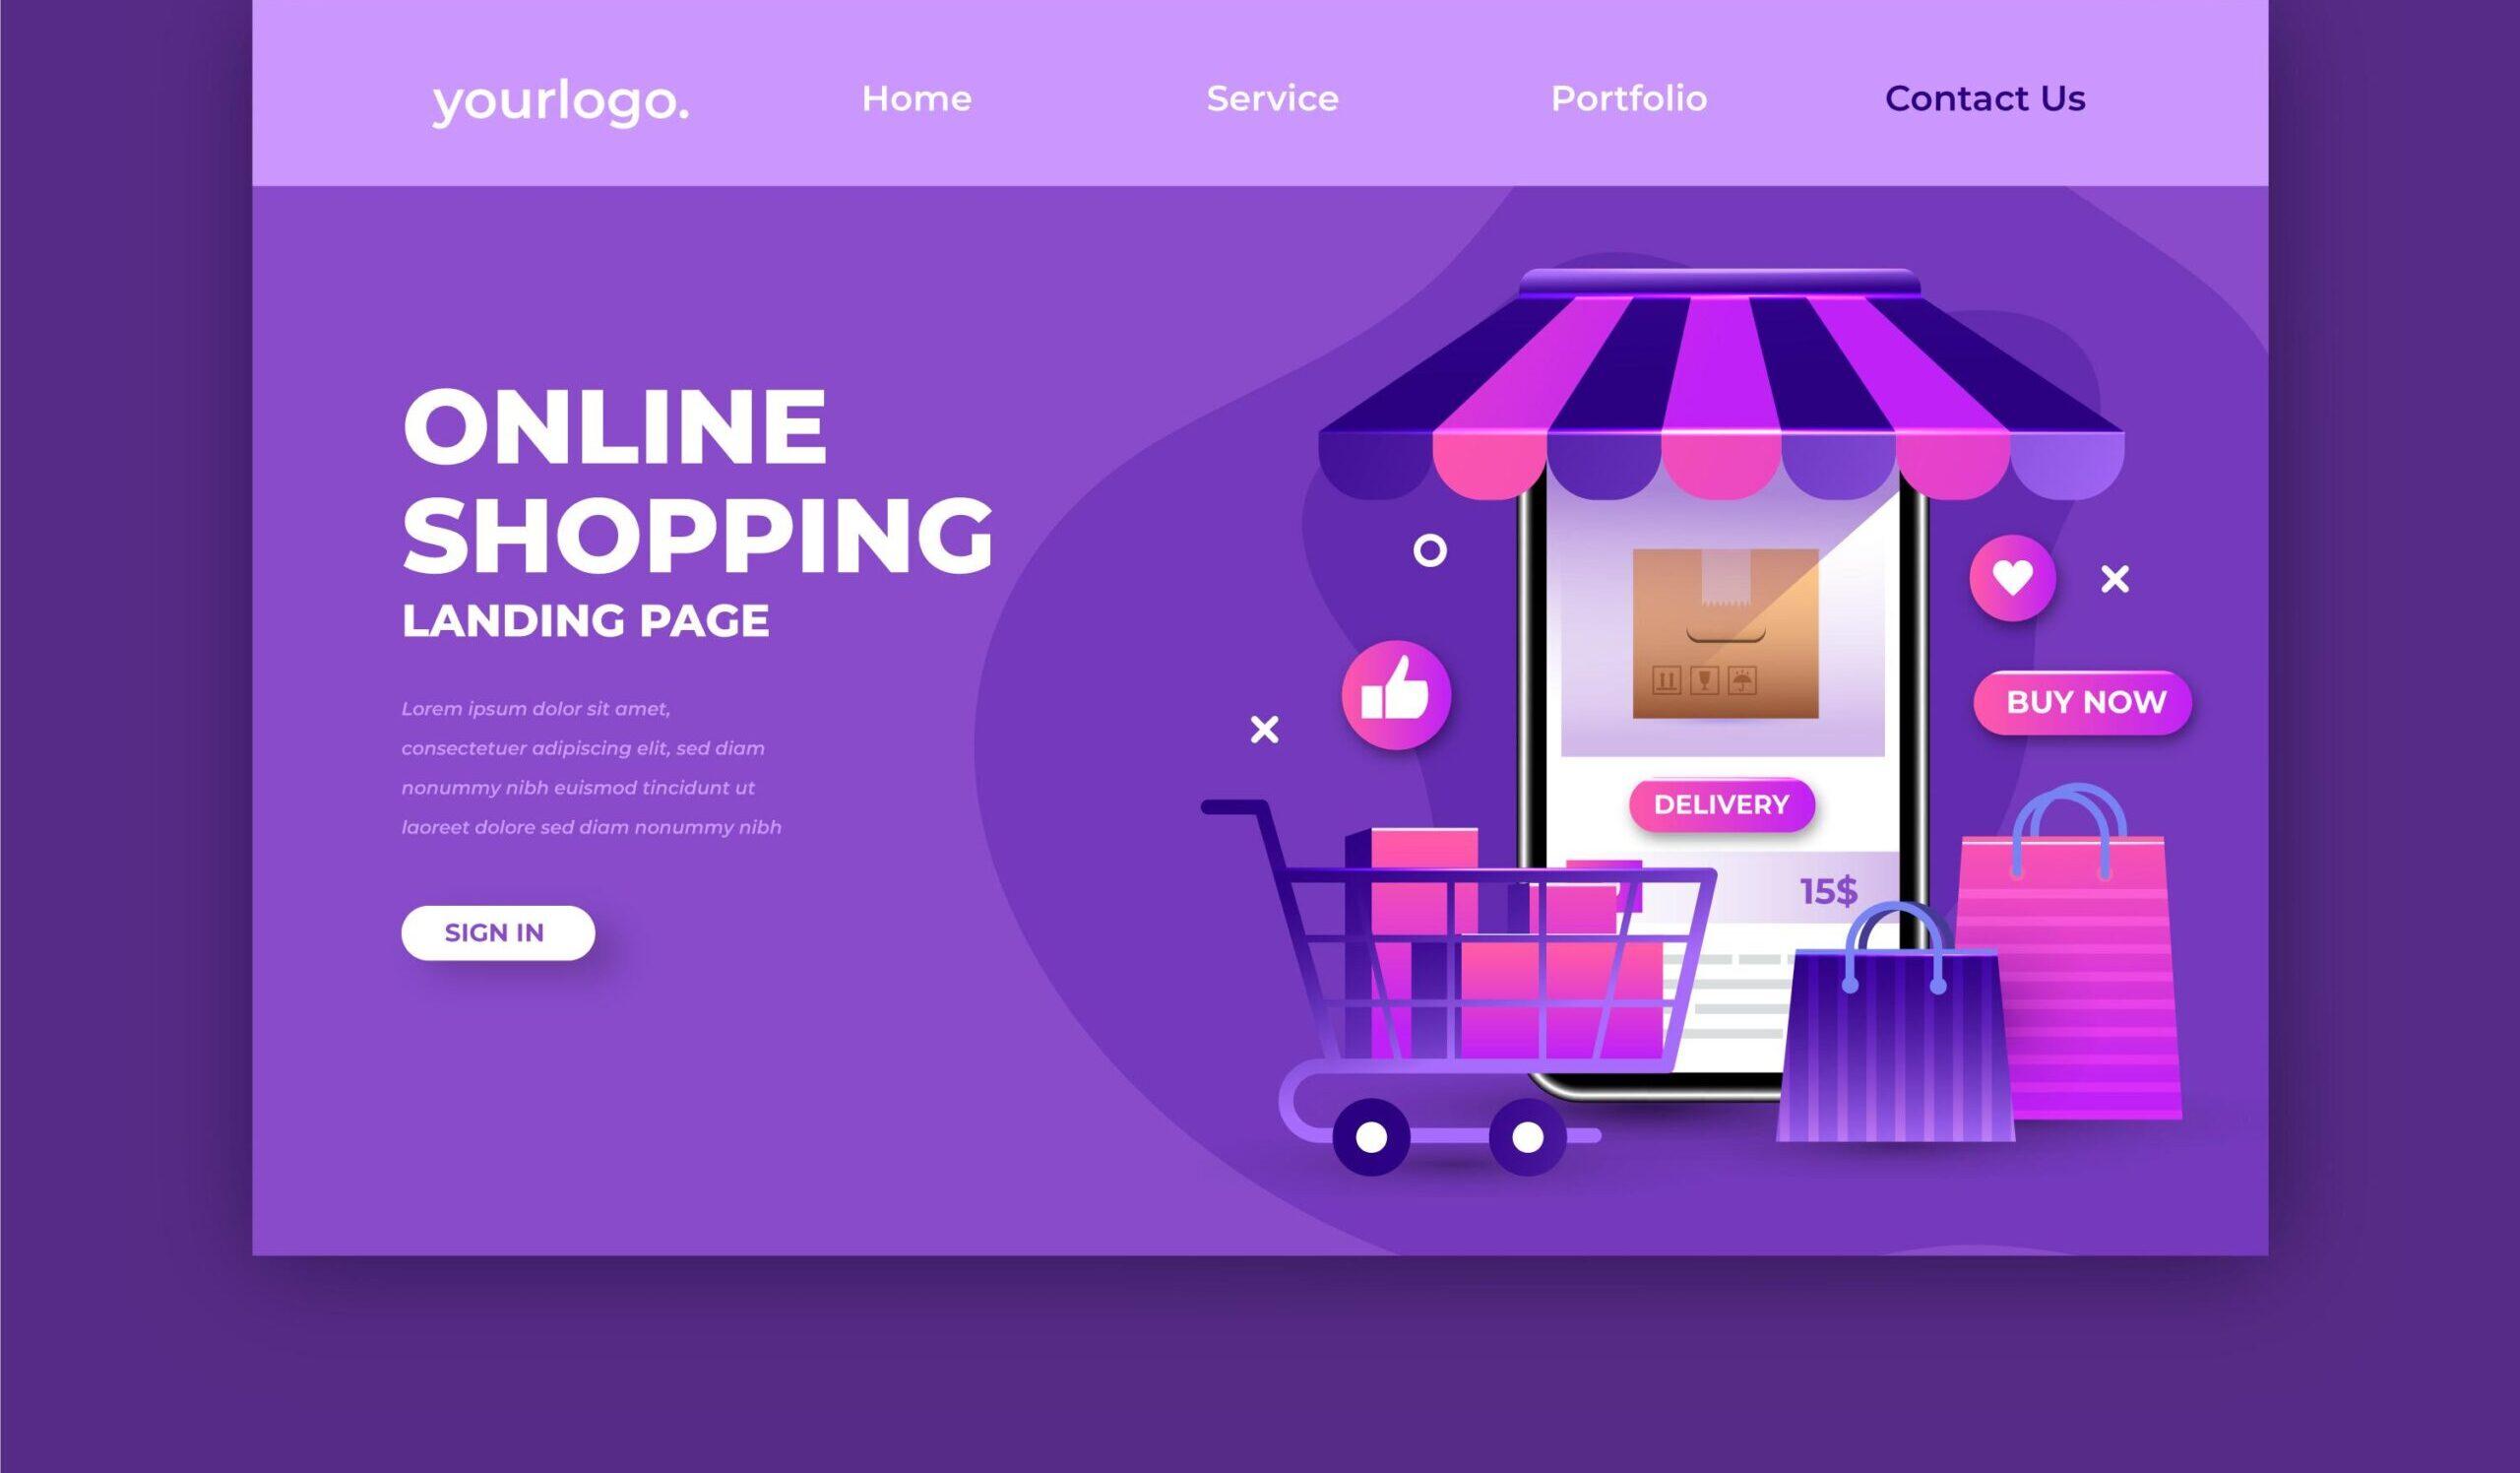 yourlogo.
Home
Service
Portfolio
Contact Us
ONLINE
SHOPPING
LANDING PAGE
Lorem ipsum dolor sit amet,
consectetuer adipiscing elit, sed diam
nonummy nibh euismod tincidunt ut
laoreet dolore sed diam nonummy nibh
SIGN IN
BUY NOW
DELIVERY
15$